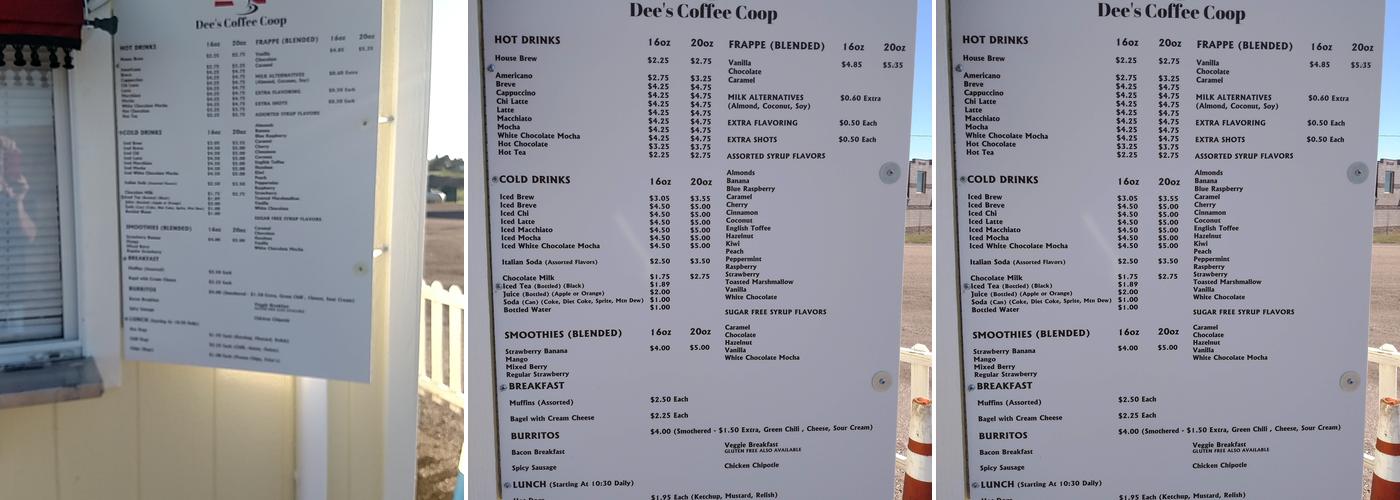 Dee's Coffee Coop
HOT DRINKS 16oz 20oz
House Brew $2.25 $2.75
Americano $2.75 $3.25
Breve $4.25 $4.75
Cappuccino $4.25 $4.75
Chi Latte $4.25 $4.75
Latte $4.25 $4.75
Macchiato $4.25 $4.75
Mocha $4.25 $4.75
White Chocolate Mocha $4.25 $4.75
Hot Chocolate $3.25 $3.75
Hot Tea $2.25 $2.75
COLD DRINKS 16oz 20oz
Iced Brew $3.05 $3.55
Iced Breve $4.50 $5.00
Iced Chi $4.50 $5.00
Iced Latte $4.50 $5.00
Iced Macchiato $4.50 $5.00
Iced Mocha $4.50 $5.00
Iced White Chocolate Mocha $4.50 $5.00
Italian Soda (Assorted Flavors) $2.50 $3.50
Chocolate Milk $1.75 $2.75
Iced Tea (Bottled) (Black) $1.89
Juice (Bottled) (Apple or Orange) $2.00
Soda (Can) (Coke, Diet Coke, Sprite, Mtn Dew) $1.00
Bottled Water $1.00
SMOOTHIES (BLENDED) 16oz 20oz
Strawberry Banana $4.00 $5.00
Mango
Mixed Berry
Regular Strawberry
FRAPPE (BLENDED) 16oz 20oz
Vanilla $4.85 $5.35
Chocolate
Caramel
MILK ALTERNATIVES $0.60 Extra
(Almond, Coconut, Soy)
EXTRA FLAVORING $0.50 Each
EXTRA SHOTS $0.50 Each
ASSORTED SYRUP FLAVORS
Almonds
Banana
Blue Raspberry
Caramel
Cherry
Cinnamon
Coconut
English Toffee
Hazelnut
Kiwi
Peach
Peppermint
Raspberry
Strawberry
Toasted Marshmallow
Vanilla
White Chocolate
SUGAR FREE SYRUP FLAVORS
Caramel
Chocolate
Hazelnut
Vanilla
White Chocolate Mocha
BREAKFAST
Muffins (Assorted) $2.50 Each
Bagel with Cream Cheese $2.25 Each
BURRITOS $4.00 (Smothered - $1.50 Extra, Green Chili , Cheese, Sour Cream)
Bacon Breakfast Veggie Breakfast
GLUTEN FREE ALSO AVAILABLE
Spicy Sausage Chicken Chipotle
LUNCH (Starting At 10:30 Daily)
$1.95 Each (Ketchup, Mustard, Relish)